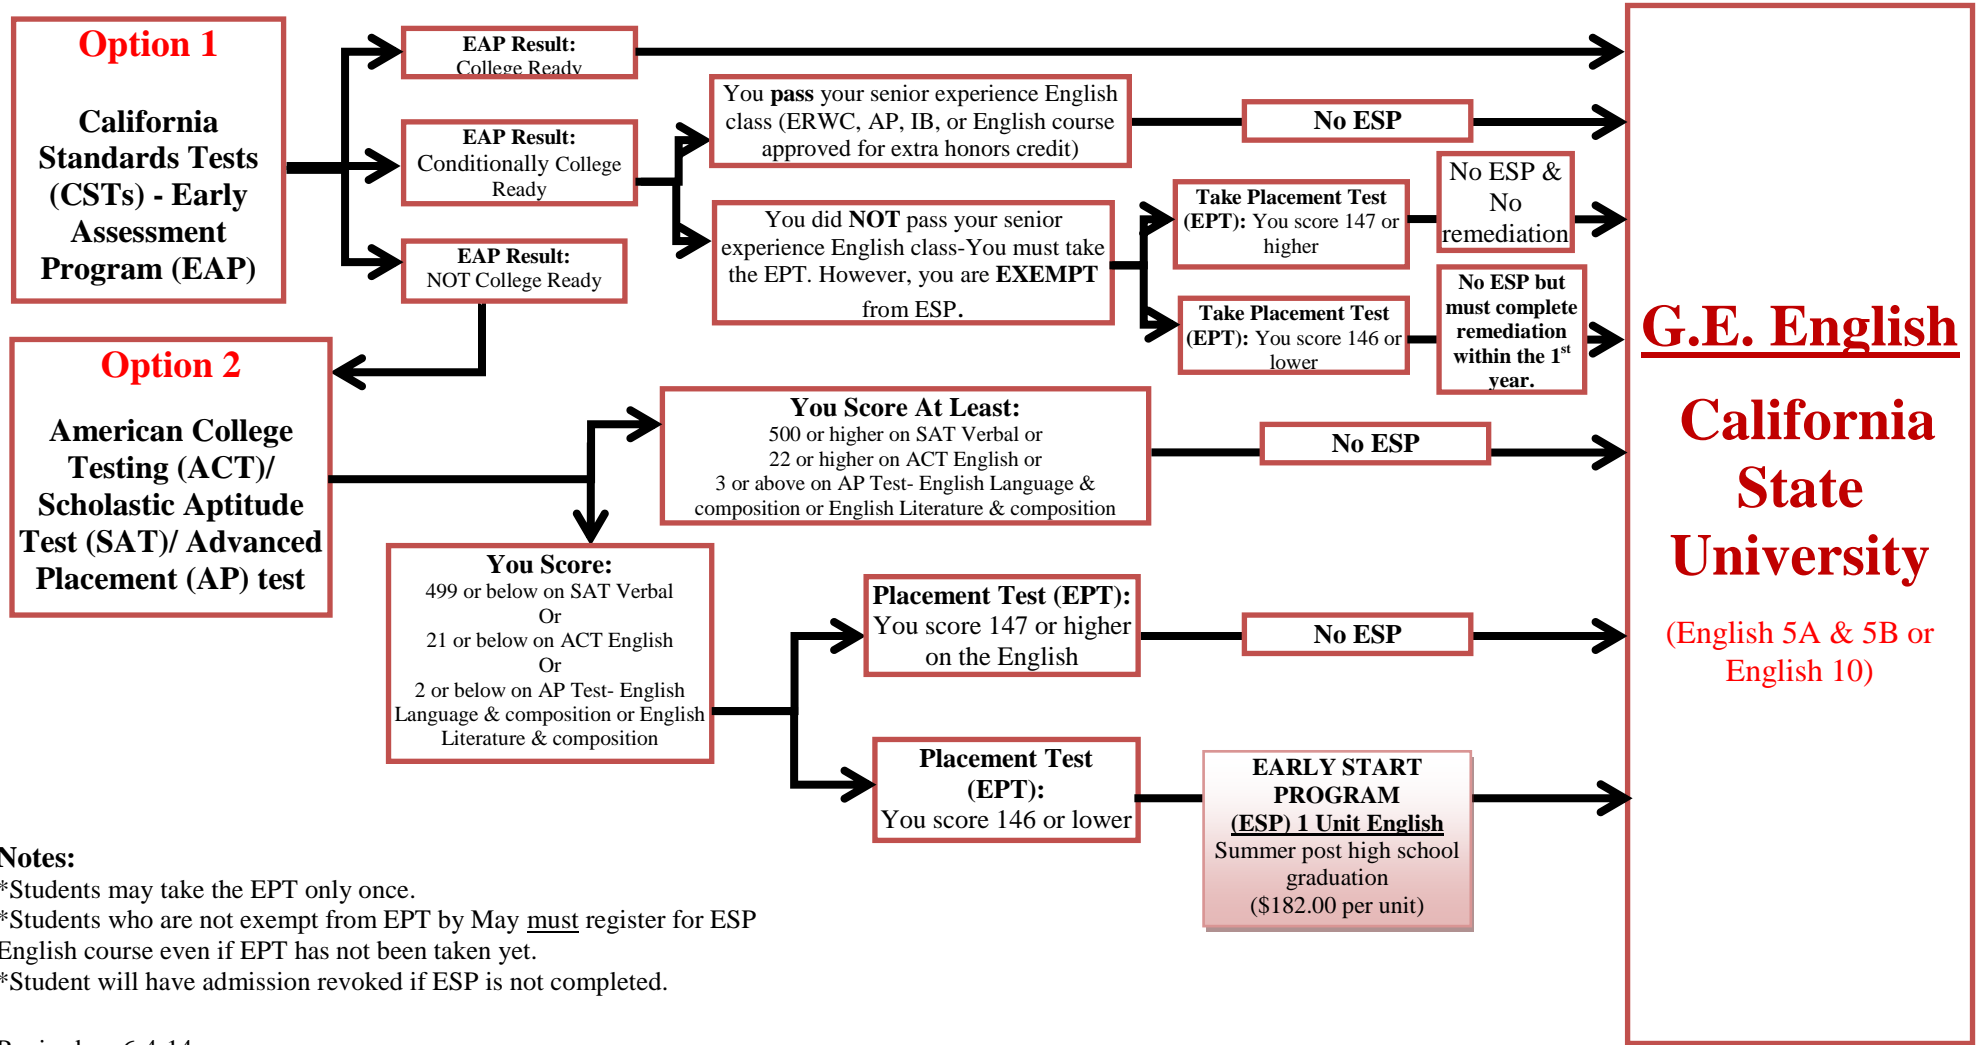 Option 1
California
Standards Tests
(CSTs) - Early
Assessment
Program (EAP)
EAP Result:
College Ready
EAP Result:
Conditionally College
Ready
EAP Result:
NOT College Ready
You pass your senior experience English
class (ERWC, AP, IB, or English course
approved for extra honors credit)
No ESP
You did NOT pass your senior
experience English class-You must take
the EPT. However, you are EXEMPT
from ESP.
Take Placement Test
(EPT): You score 147 or
higher
No ESP &
No
remediation
Take Placement Test
(EPT): You score 146 or
lower
No ESP but
must complete
remediation
within the 1st
year.
Option 2
American College
Testing (ACT)/
Scholastic Aptitude
Test (SAT)/ Advanced
Placement (AP) test
You Score At Least:
500 or higher on SAT Verbal or
22 or higher on ACT English or
3 or above on AP Test- English Language &
composition or English Literature & composition
No ESP
You Score:
499 or below on SAT Verbal
Or
21 or below on ACT English
Or
2 or below on AP Test- English
Language & composition or English
Literature & composition
Placement Test (EPT):
You score 147 or higher
on the English
No ESP
Placement Test
(EPT):
You score 146 or lower
EARLY START
PROGRAM
(ESP) 1 Unit English
Summer post high school
graduation
($182.00 per unit)
G.E. English
California
State
University
(English 5A & 5B or
English 10)
Notes:
*Students may take the EPT only once.
*Students who are not exempt from EPT by May must register for ESP
English course even if EPT has not been taken yet.
*Student will have admission revoked if ESP is not completed.